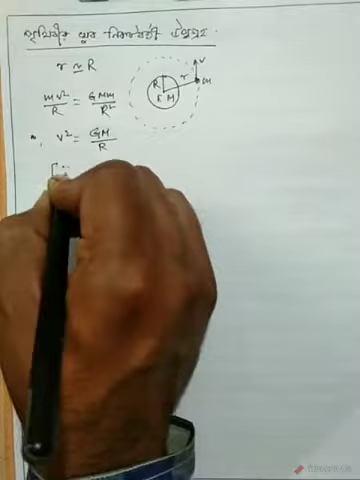 পৃথিবীর খুব নিকটবর্তী উপগ্রহ
r ≃ R
mv²/R = GMm/R²
বা, v² = GM/R
[∵
R
r
v
m
E M